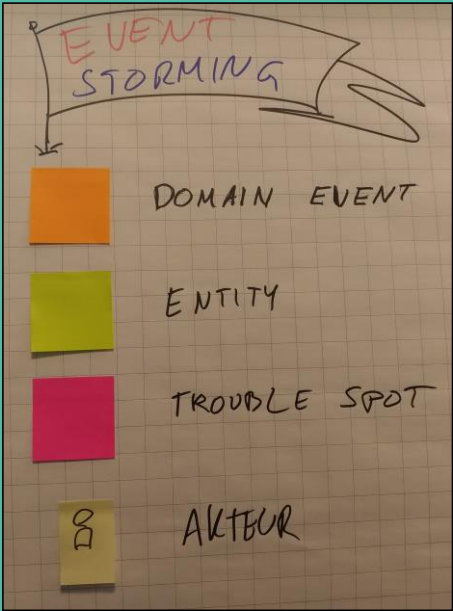 EVENT
STORMING
DOMAIN EVENT
ENTITY
TROUBLE SPOT
AKTEUR